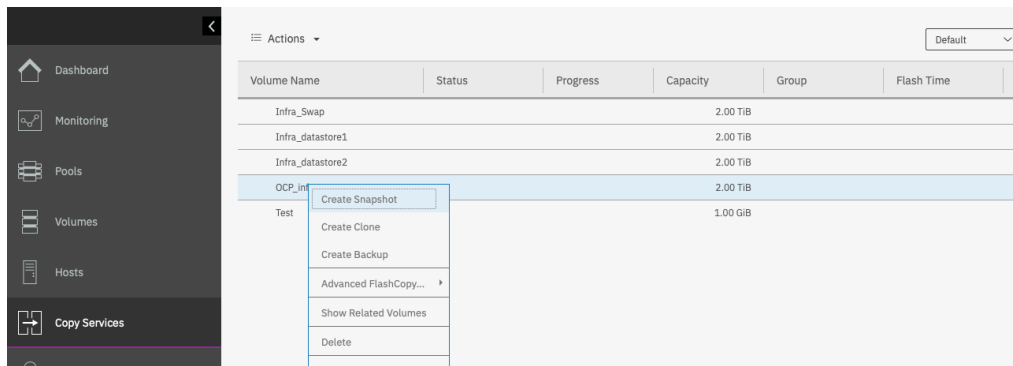 Actions
Default
Volume Name Status Progress Capacity Group Flash Time
Dashboard
Monitoring
Pools
Volumes
Hosts
Copy Services
Infra_Swap 2.00 TiB
Infra_datastore1 2.00 TiB
Infra_datastore2 2.00 TiB
OCP_inf 2.00 TiB
Test 1.00 GiB
Create Snapshot
Create Clone
Create Backup
Advanced FlashCopy...
Show Related Volumes
Delete